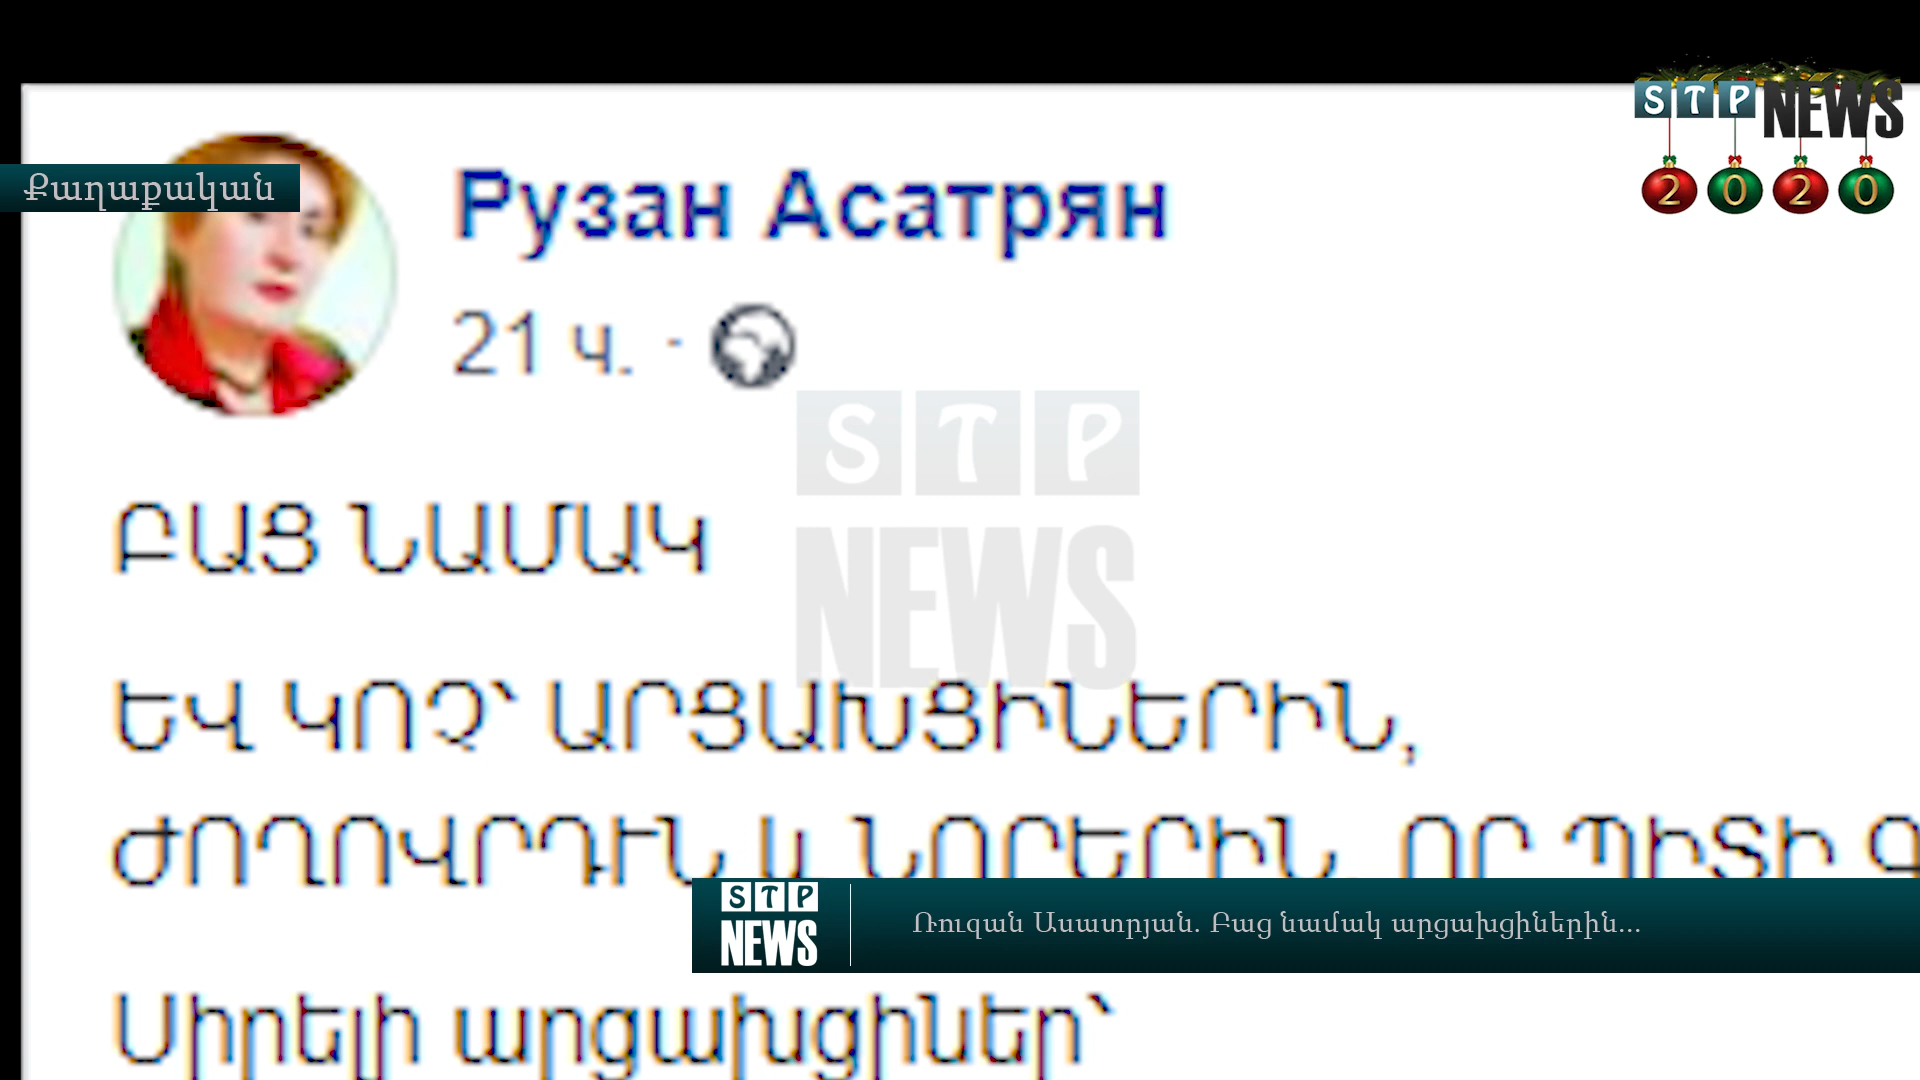 STP NEWS
2020
Քաղաքական
Рузан Асатрян
21 ч. ·
STP
NEWS
ԲԱՑ ՆԱՄԱԿ
ԵՎ ԿՈՉ՝ ԱՐՑԱԽՑԻՆԵՐԻՆ,
ԺՈՂՈՎՐԴԻՆ և ՆՈՐԵՐԻՆ, ՈՐ ՊԻՏԻ
STP
NEWS
Ռուզան Ասատրյան. Բաց նամակ արցախցիներին...
Սիրելի արցախցիներ՝